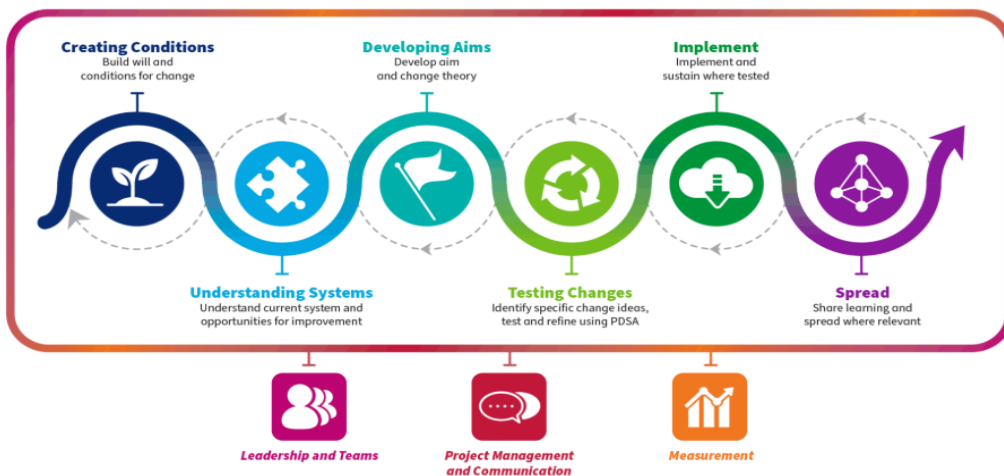 Creating Conditions
Build will and
conditions for change
Developing Aims
Develop aim
and change theory
Implement
Implement and
sustain where tested
Understanding Systems
Understand current system and
opportunities for improvement
Testing Changes
Identify specific change ideas,
test and refine using PDSA
Spread
Share learning and
spread where relevant
Leadership and Teams
Project Management
and Communication
Measurement